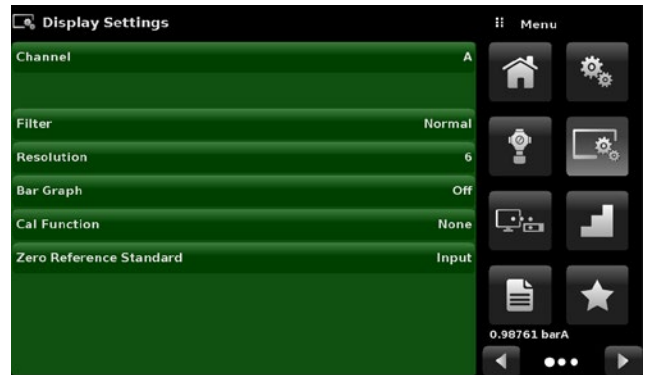 Display Settings
Menu
Channel A
Filter Normal
Resolution 6
Bar Graph Off
Cal Function None
Zero Reference Standard Input
0.98761 barA